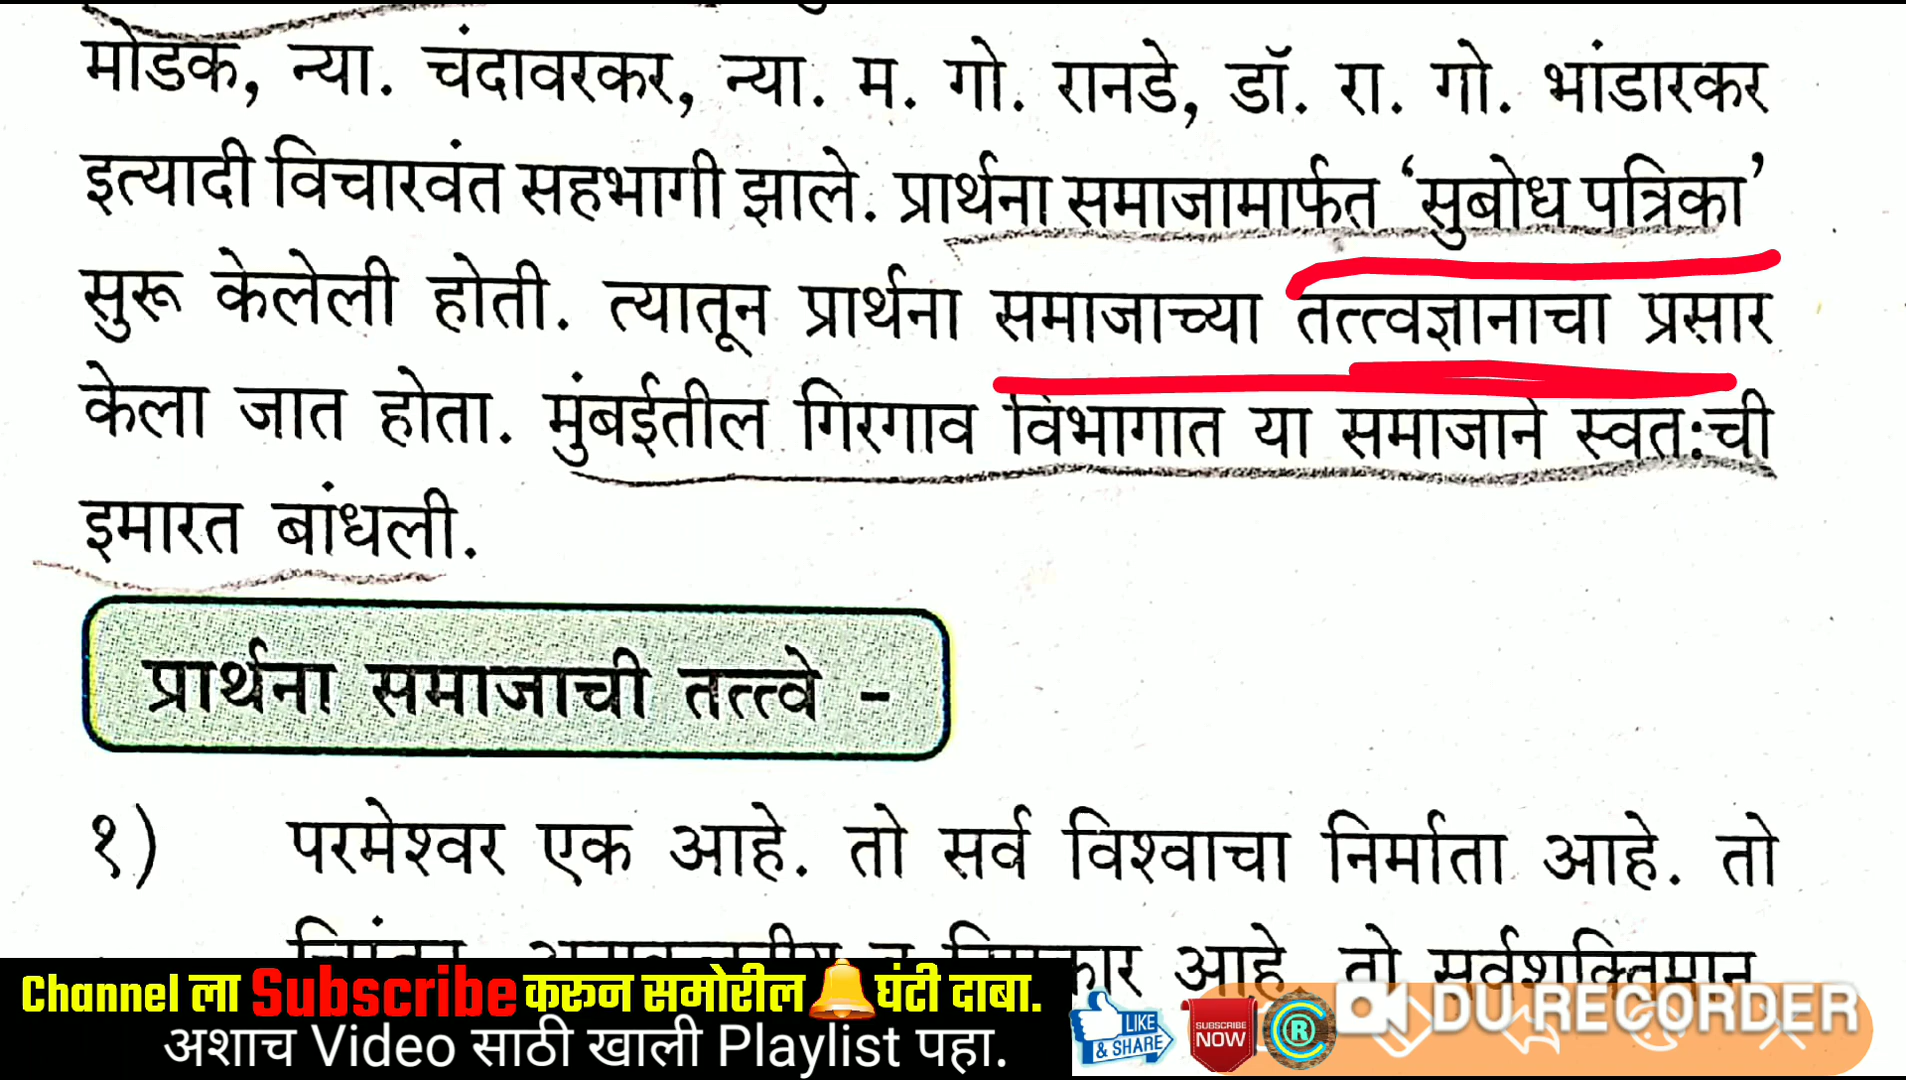 मोडक, न्या. चंदावरकर, न्या. म. गो. रानडे, डॉ. रा. गो. भांडारकर
इत्यादी विचारवंत सहभागी झाले. प्रार्थना समाजामार्फत ‘सुबोध पत्रिका’
सुरू केलेली होती. त्यातून प्रार्थना समाजाच्या तत्त्वज्ञानाचा प्रसार
केला जात होता. मुंबईतील गिरगाव विभागात या समाजाने स्वतःची
इमारत बांधली.
प्रार्थना समाजाची तत्त्वे -
१) परमेश्वर एक आहे. तो सर्व विश्वाचा निर्माता आहे. तो
आहे. तो सर्वशक्तिमान
Channel ला Subscribe करून समोरील घंटी दाबा.
अशाच Video साठी खाली Playlist पहा.
LIKE & SHARE
SUBSCRIBE NOW
R
DU RECORDER